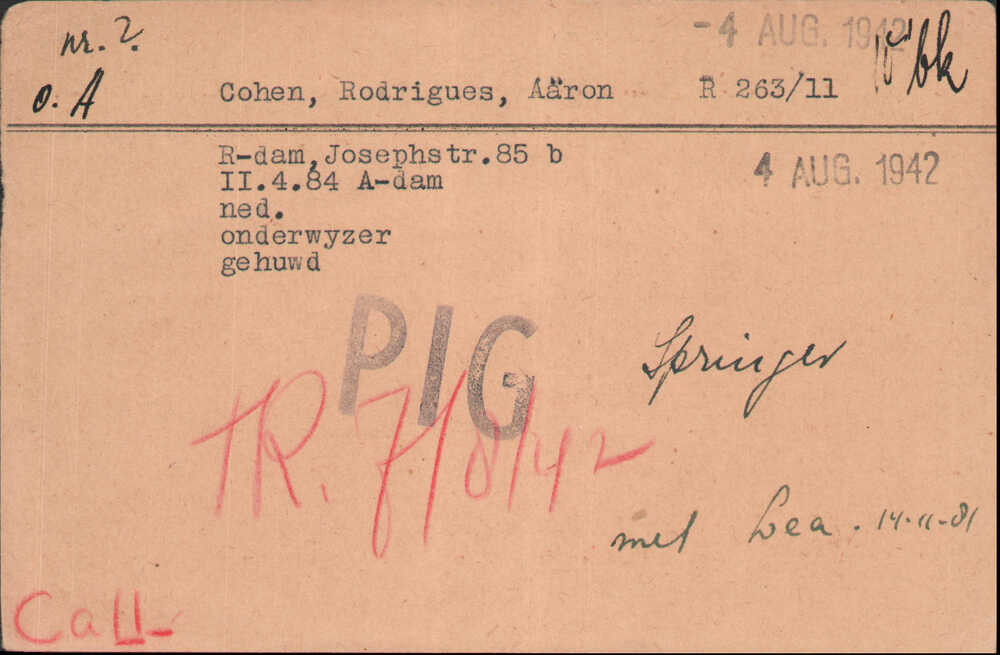 nr. 2.
-4 AUG. 1942
o. A
Cohen, Rodrigues, Aäron R 263/11
bk
R-dam,Josephstr.85 b
4 AUG. 1942
II.4.84 A-dam
ned.
onderwyzer
gehuwd
PIG
Springer
TR. 7/8/42
met Lea. 14-11-81
Call